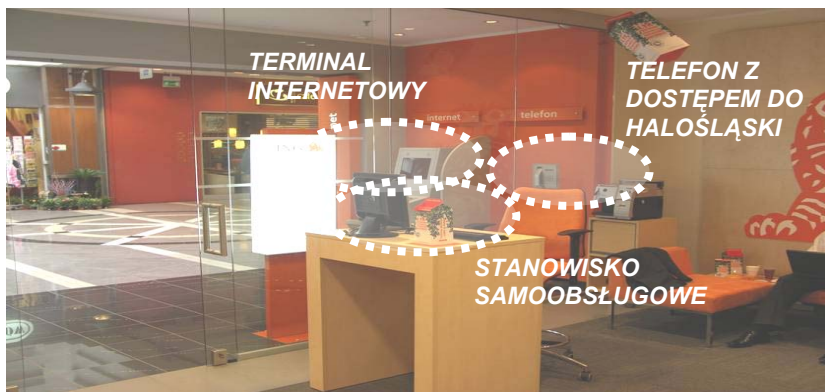 TERMINAL
INTERNETOWY
TELEFON Z
DOSTĘPEM DO
HALOŚLĄSKI
internet
telefon
STANOWISKO
SAMOOBSŁUGOWE